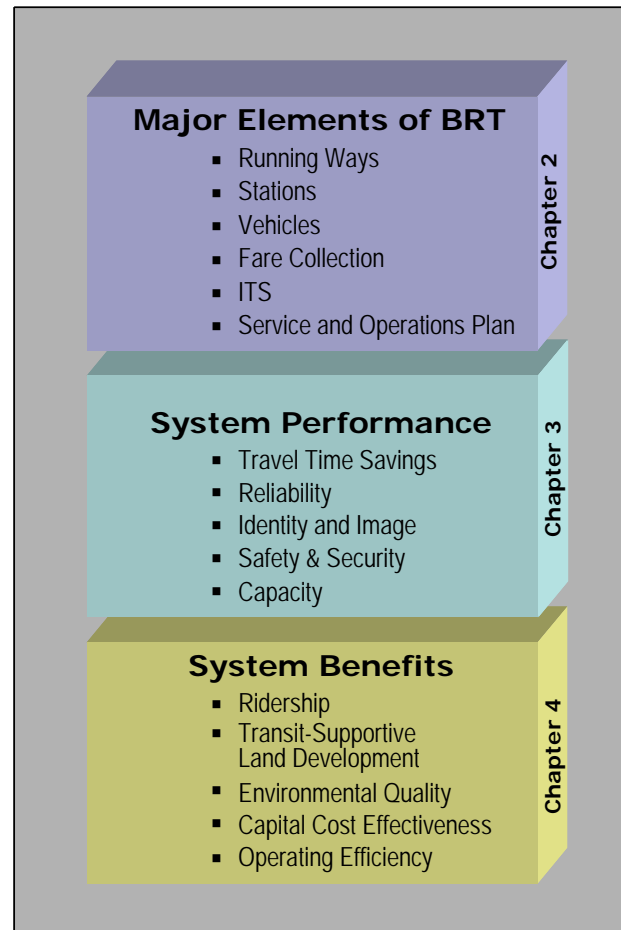 Major Elements of BRT
▪ Running Ways
▪ Stations
▪ Vehicles
▪ Fare Collection
▪ ITS
▪ Service and Operations Plan
Chapter 2
System Performance
▪ Travel Time Savings
▪ Reliability
▪ Identity and Image
▪ Safety & Security
▪ Capacity
Chapter 3
System Benefits
▪ Ridership
▪ Transit-Supportive
Land Development
▪ Environmental Quality
▪ Capital Cost Effectiveness
▪ Operating Efficiency
Chapter 4